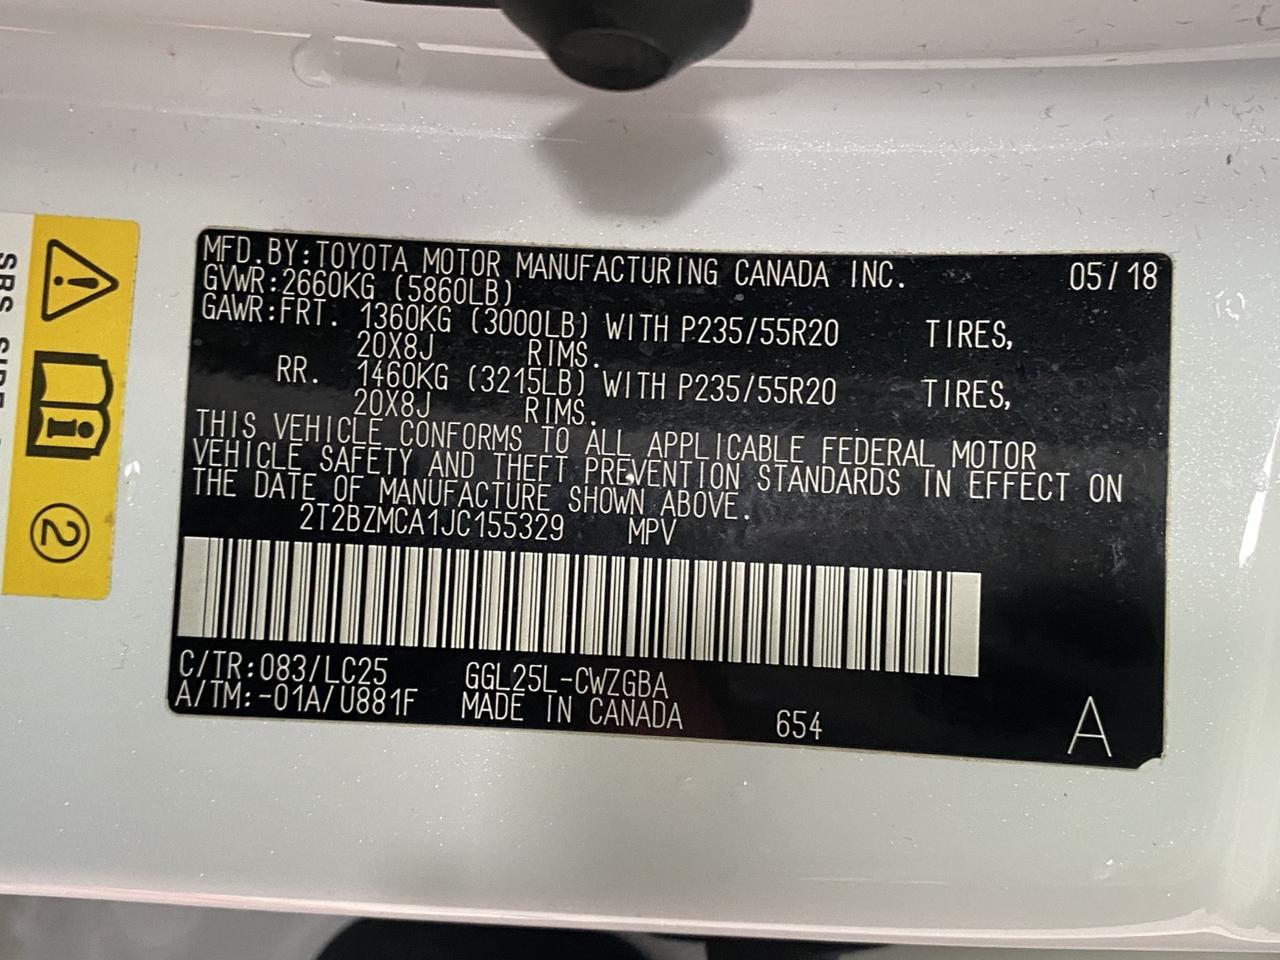 MFD.BY:TOYOTA MOTOR MANUFACTURING CANADA INC. 05/18
GVWR:2660KG (5860LB)
GAWR:FRT. 1360KG (3000LB) WITH P235/55R20 TIRES,
20X8J RIMS.
RR. 1460KG (3215LB) WITH P235/55R20 TIRES,
20X8J RIMS.
THIS VEHICLE CONFORMS TO ALL APPLICABLE FEDERAL MOTOR
VEHICLE SAFETY AND THEFT PREVENTION STANDARDS IN EFFECT ON
THE DATE OF MANUFACTURE SHOWN ABOVE.
2T2BZMCA1JC155329 MPV
C/TR:083/LC25 GGL25L-CWZGBA
A/TM:-01A/U881F MADE IN CANADA 654 A
SRS SIDE
2